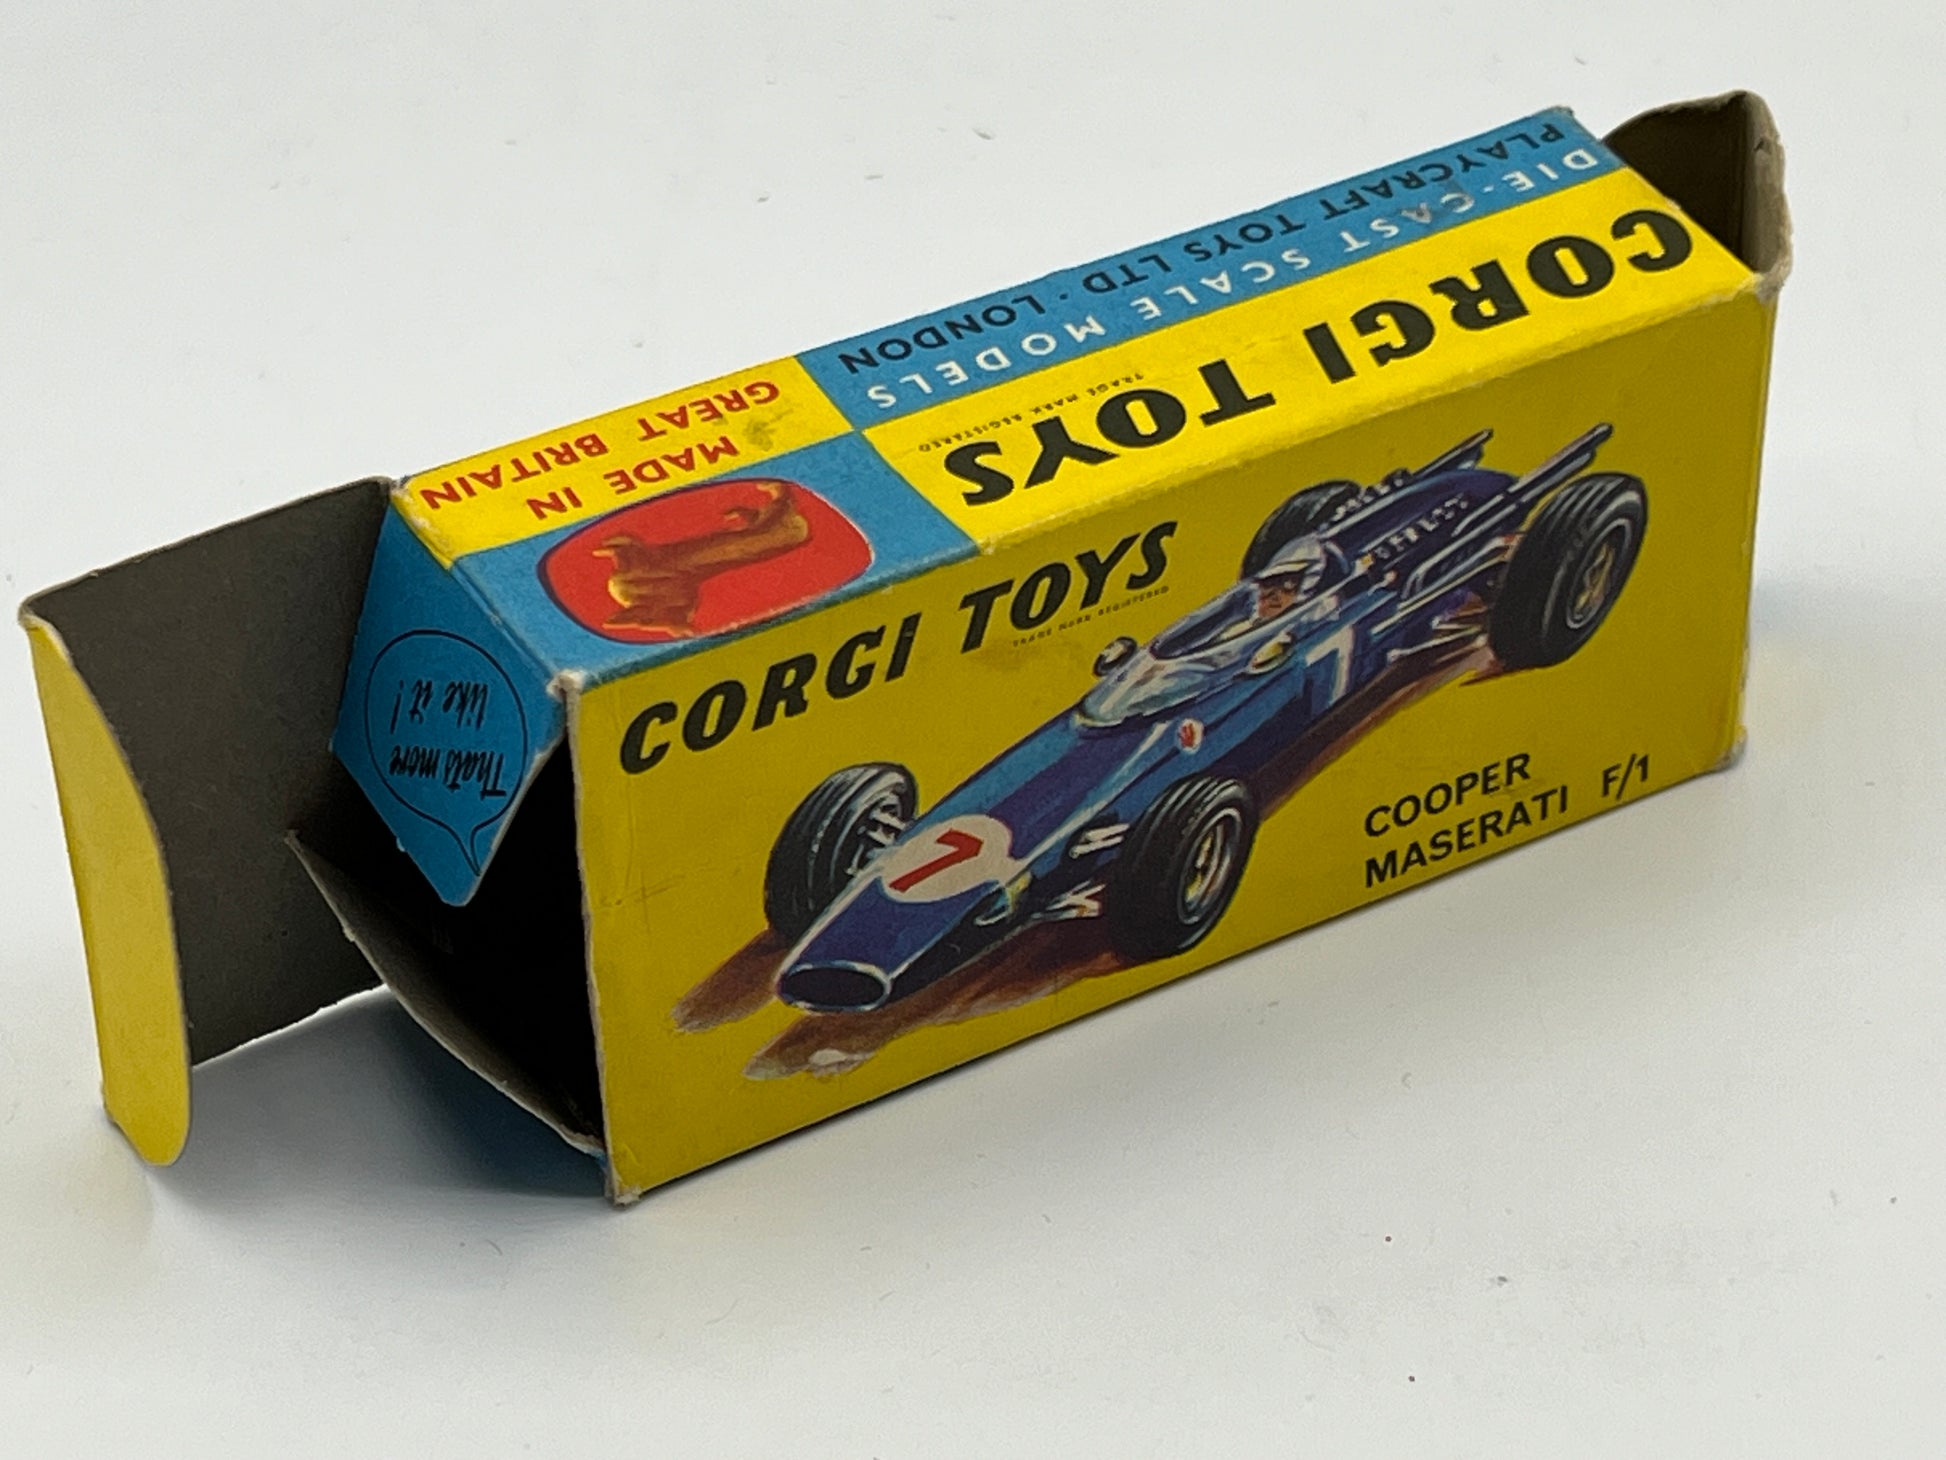 PLAYCRAFT TOYS LTD · LONDON
DIE-CAST SCALE MODELS
CORGI TOYS
TRADE MARK REGISTERED
MADE IN
GREAT BRITAIN
That's more
like it!
CORGI TOYS
TRADE MARK REGISTERED
7
7
COOPER
MASERATI F/1